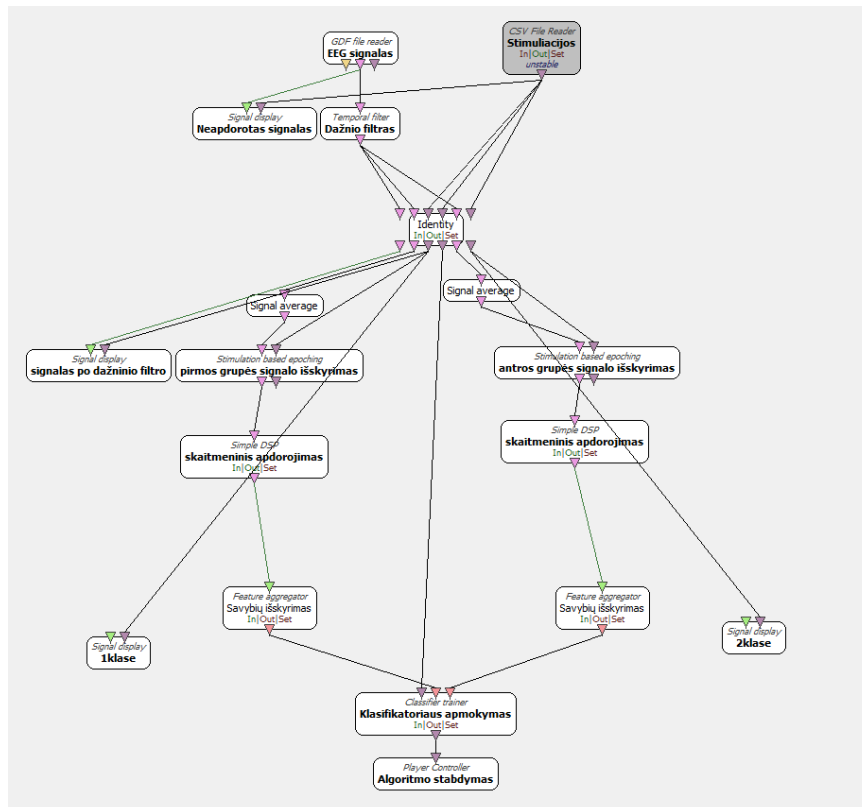 GDF file reader
EEG signalas
CSV File Reader
Stimuliacijos
In|Out|Set
unstable
Signal display
Neapdorotas signalas
Temporal filter
Dažnio filtras
Identity
In|Out|Set
Signal average
Signal average
Signal display
signalas po dažninio filtro
Stimulation based epoching
pirmos grupės signalo išskyrimas
Stimulation based epoching
antros grupės signalo išskyrimas
Simple DSP
skaitmeninis apdorojimas
In|Out|Set
Simple DSP
skaitmeninis apdorojimas
In|Out|Set
Feature aggregator
Savybių išskyrimas
In|Out|Set
Feature aggregator
Savybių išskyrimas
In|Out|Set
Signal display
1klase
Signal display
2klase
Classifier trainer
Klasifikatoriaus apmokymas
In|Out|Set
Player Controller
Algoritmo stabdymas